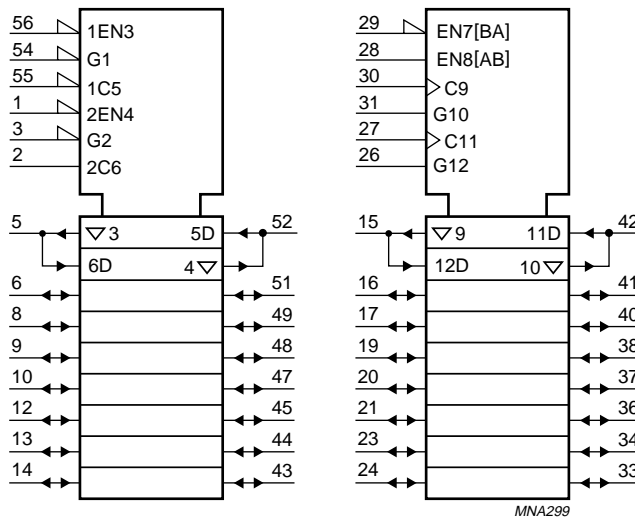 56 1EN3
54 G1
55 1C5
1 2EN4
3 G2
2 2C6
5 ▽3 5D 52
6D 4▽
6 51
8 49
9 48
10 47
12 45
13 44
14 43
29 EN7[BA]
28 EN8[AB]
30 C9
31 G10
27 C11
26 G12
15 ▽9 11D 42
12D 10▽
16 41
17 40
19 38
20 37
21 36
23 34
24 33
MNA299